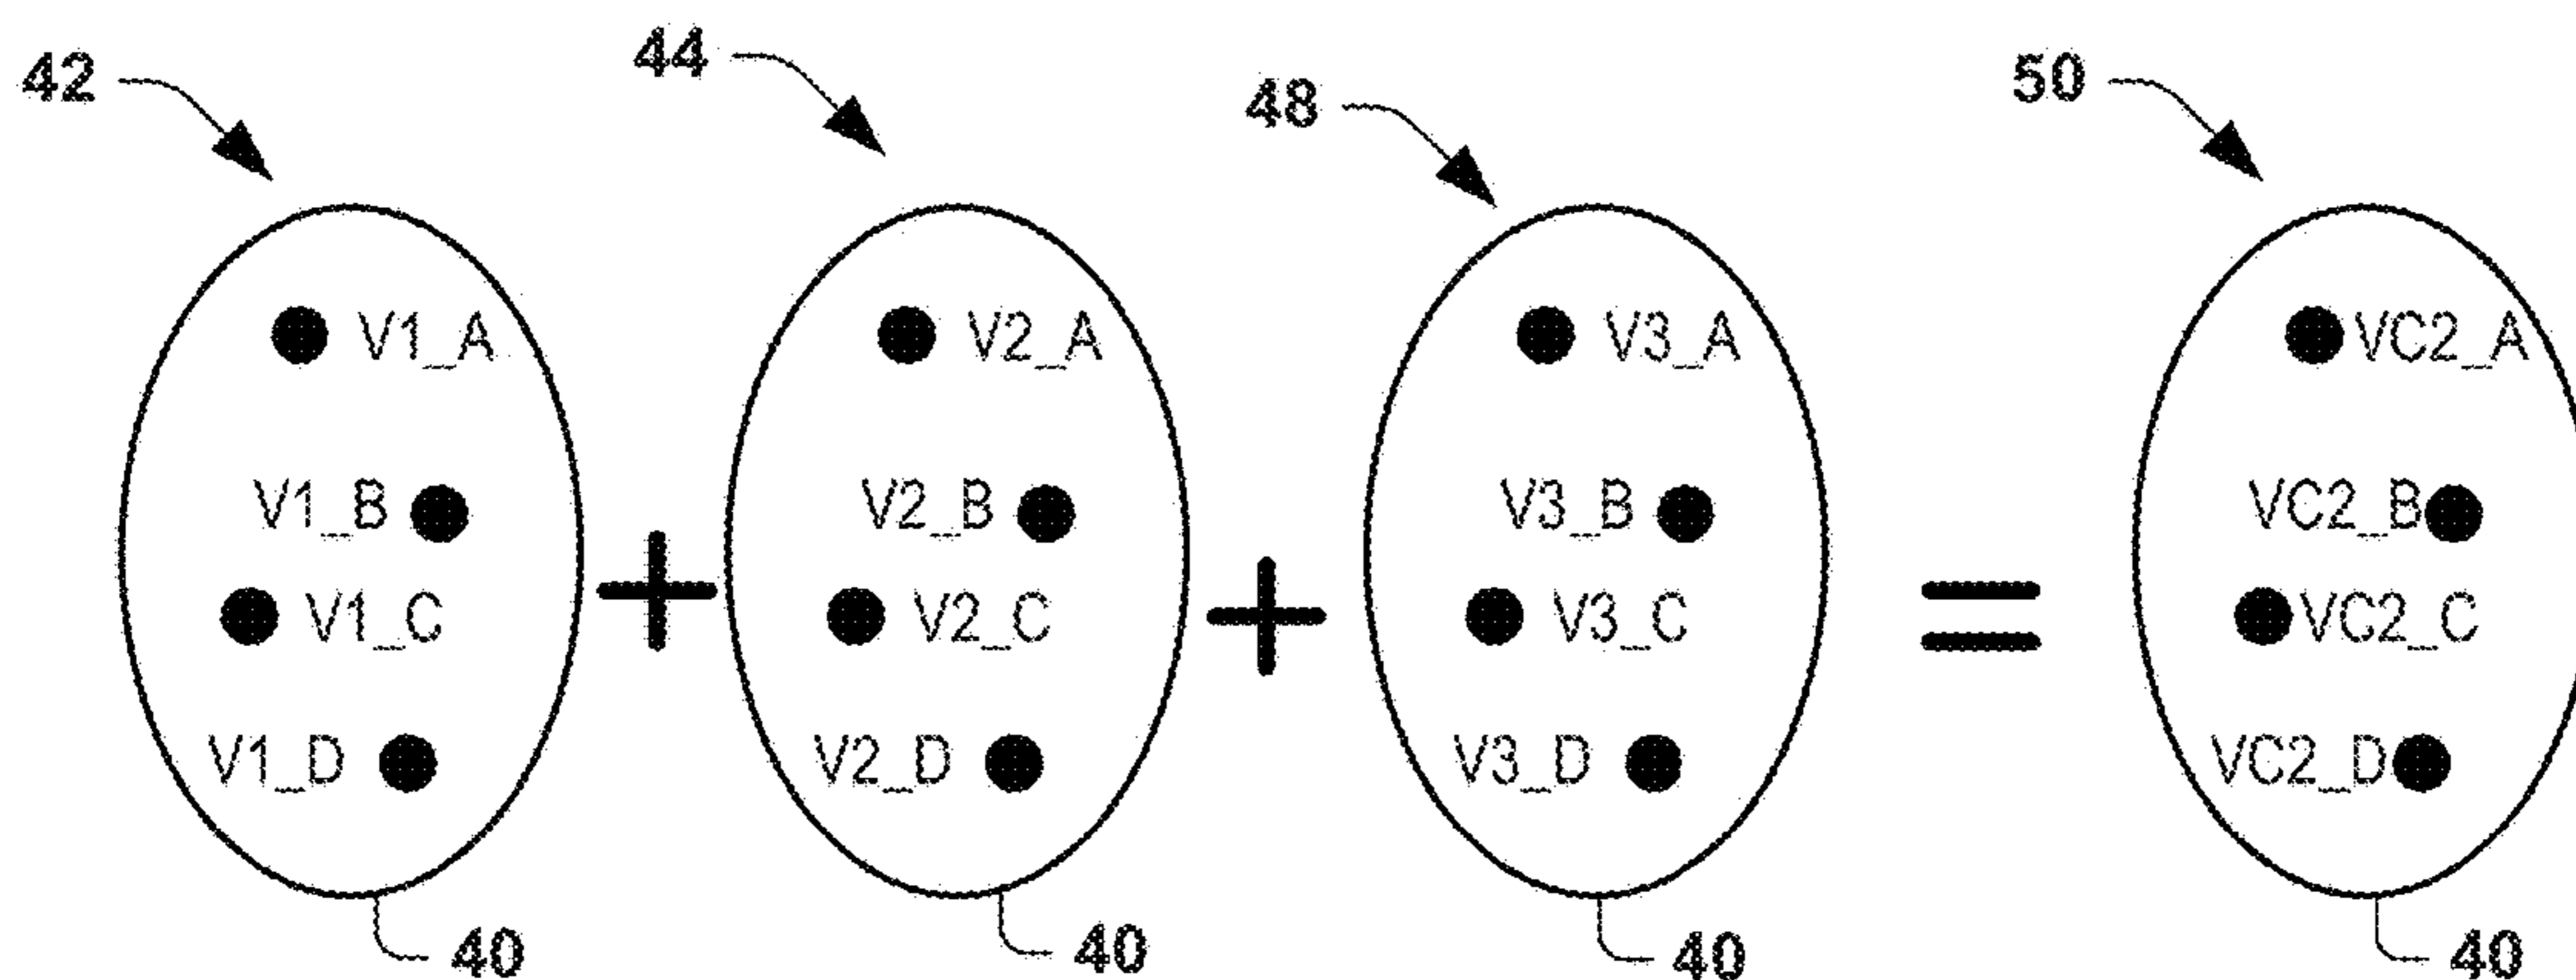 42
44
48
50
V1_A
V2_A
V3_A
VC2_A
V1_B
V2_B
V3_B
VC2_B
+
+
=
V1_C
V2_C
V3_C
VC2_C
V1_D
V2_D
V3_D
VC2_D
40
40
40
40